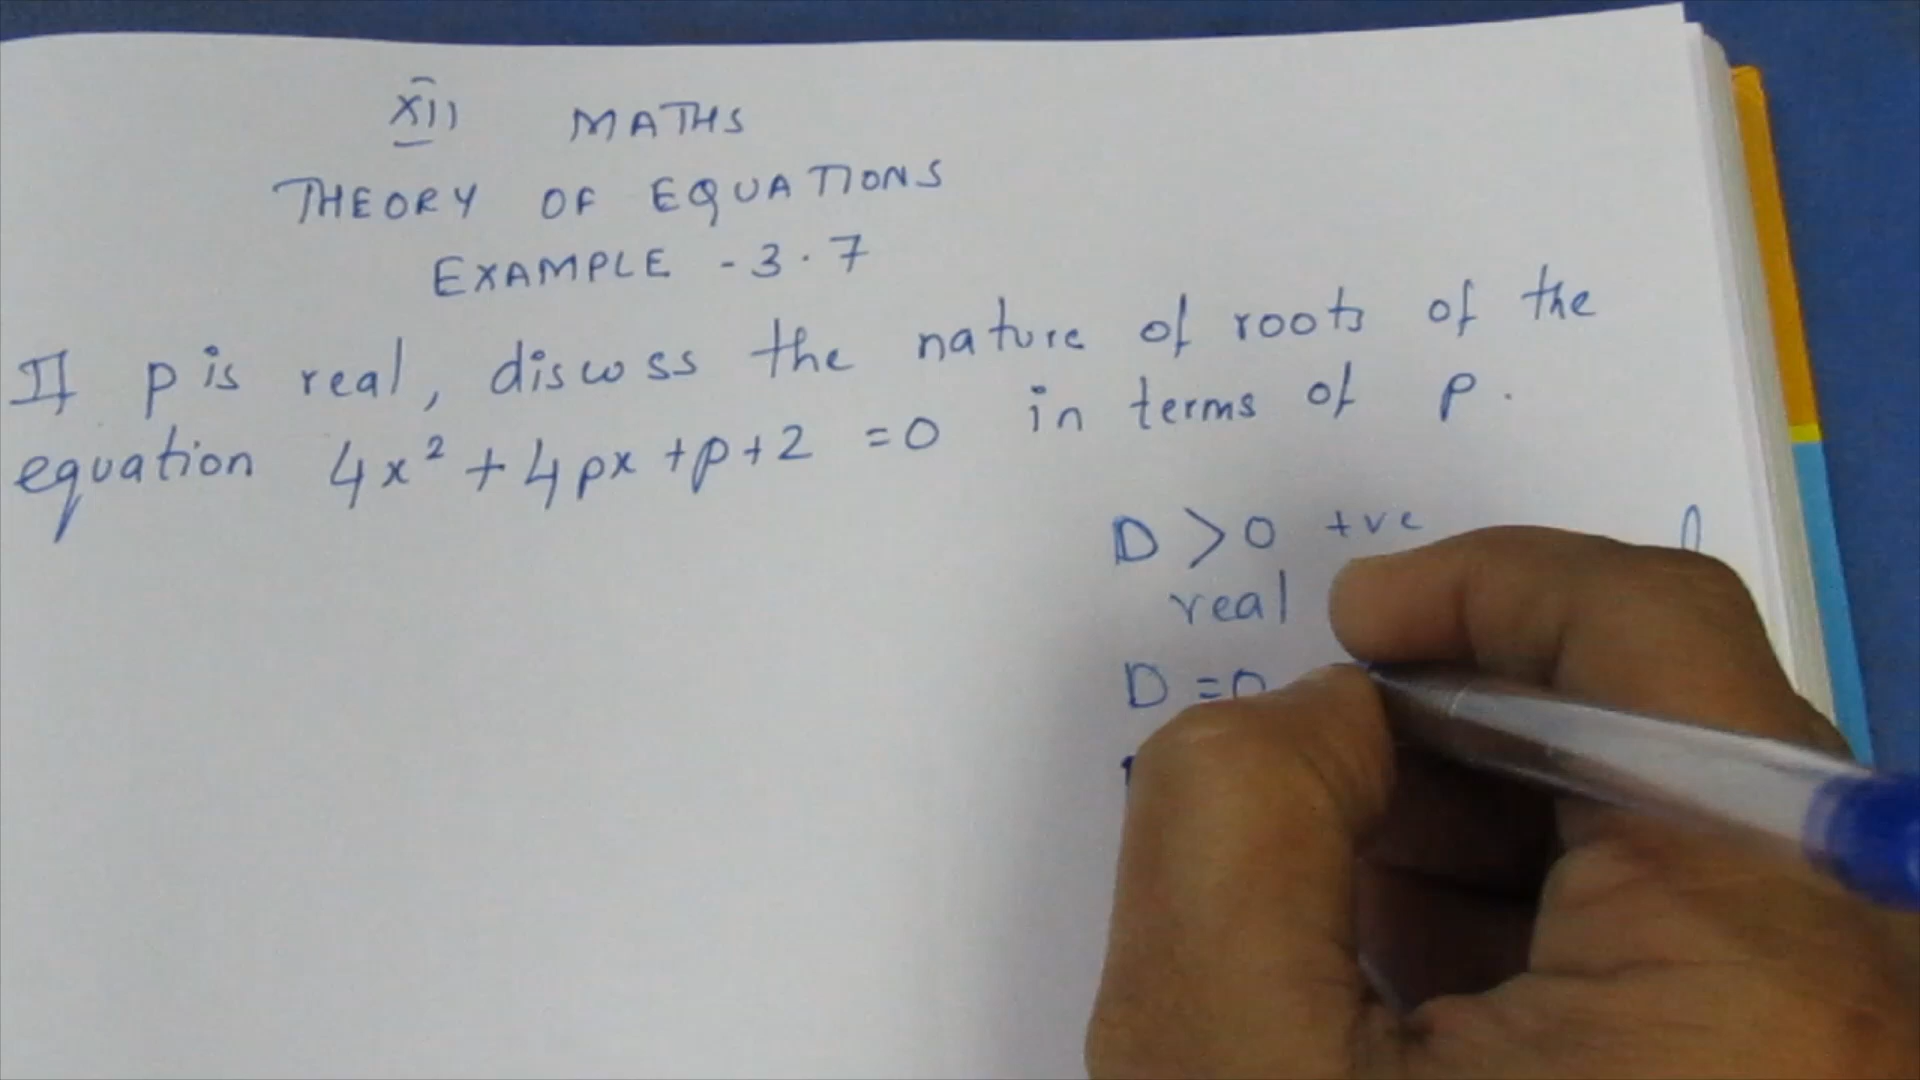 XII MATHS
THEORY OF EQUATIONS
EXAMPLE - 3.7
If p is real, discuss the nature of roots of the
equation 4x² + 4px + p + 2 = 0 in terms of p.
D > 0 +ve
real
D = 0